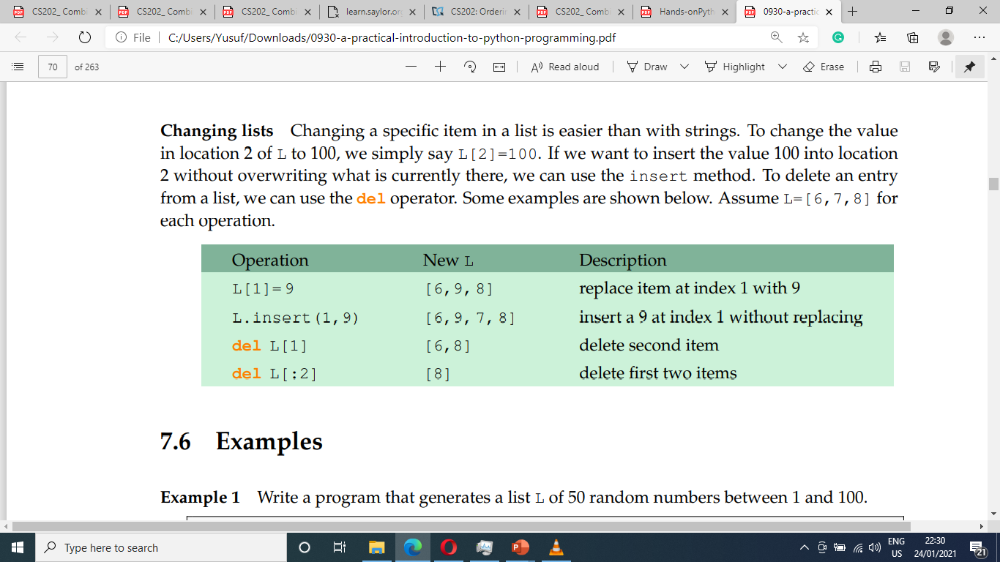 CS202_ Combi
CS202_ Combi
CS202_ Combi
learn.saylor.or
CS202: Orderi
CS202_ Combi
Hands-onPyth
0930-a-practic
File
C:/Users/Yusuf/Downloads/0930-a-practical-introduction-to-python-programming.pdf
70 of 263
Read aloud
Draw
Highlight
Erase
Changing lists Changing a specific item in a list is easier than with strings. To change the value
in location 2 of L to 100, we simply say L[2]=100. If we want to insert the value 100 into location
2 without overwriting what is currently there, we can use the insert method. To delete an entry
from a list, we can use the del operator. Some examples are shown below. Assume L=[6,7,8] for
each operation.
Operation New L Description
L[1]=9 [6,9,8] replace item at index 1 with 9
L.insert(1,9) [6,9,7,8] insert a 9 at index 1 without replacing
del L[1] [6,8] delete second item
del L[:2] [8] delete first two items
7.6 Examples
Example 1 Write a program that generates a list L of 50 random numbers between 1 and 100.
Type here to search
ENG
US
22:30
24/01/2021
21